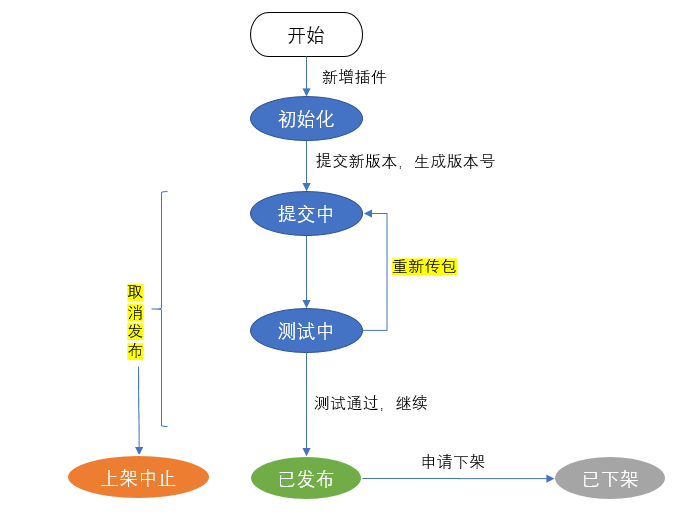 开始
新增插件
初始化
提交新版本，生成版本号
提交中
重新传包
取
消
发
布
测试中
测试通过，继续
上架中止
已发布
申请下架
已下架